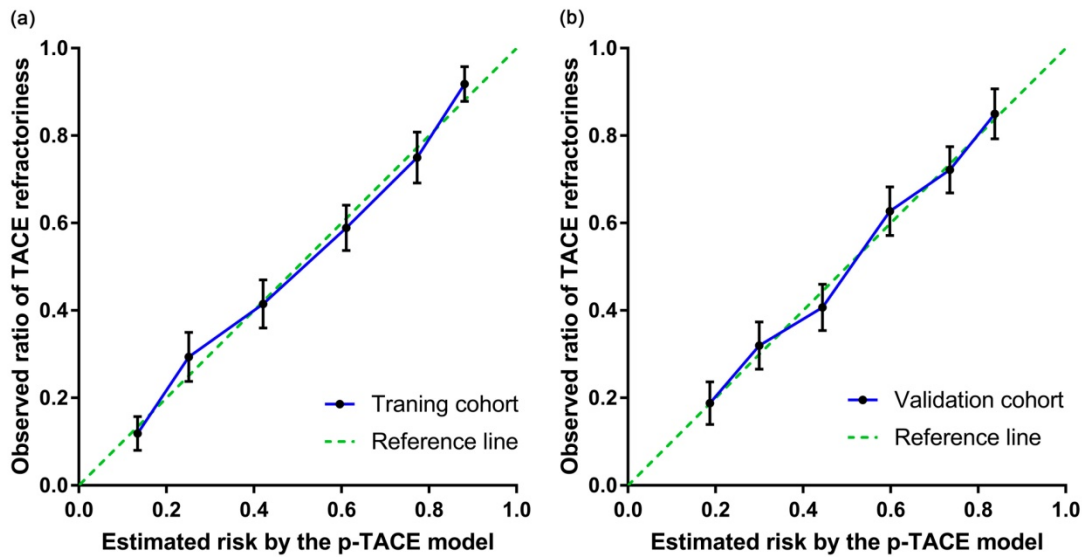 (a)
Observed ratio of TACE refractoriness
1.0
0.8
0.6
0.4
0.2
0.0
0.0 0.2 0.4 0.6 0.8 1.0
Estimated risk by the p-TACE model
Traning cohort
Reference line
(b)
Observed ratio of TACE refractoriness
1.0
0.8
0.6
0.4
0.2
0.0
0.0 0.2 0.4 0.6 0.8 1.0
Estimated risk by the p-TACE model
Validation cohort
Reference line